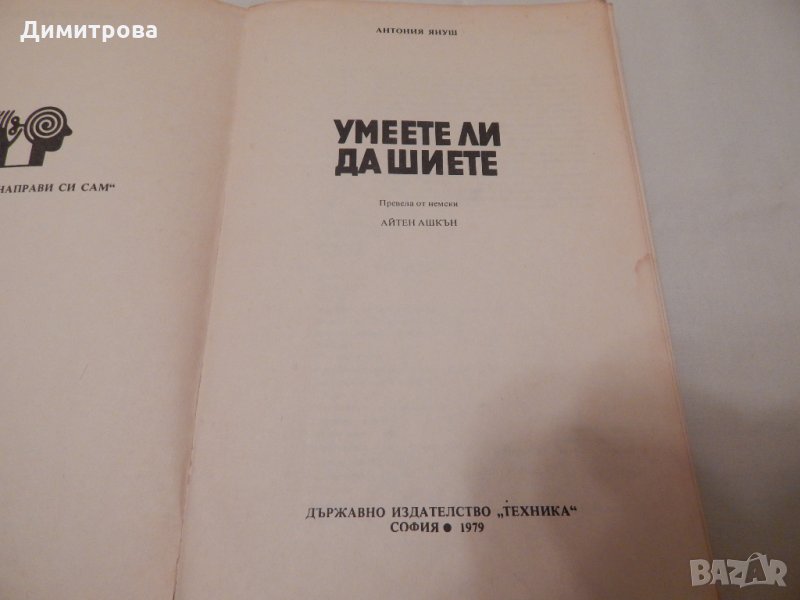 Димитрова
НАПРАВИ СИ САМ“
АНТОНИЯ ЯНУШ
УМЕЕТЕ ЛИ
ДА ШИЕТЕ
Превела от немски
АЙТЕН АШКЪН
ДЪРЖАВНО ИЗДАТЕЛСТВО „ТЕХНИКА“
СОФИЯ ● 1979
BAZAR